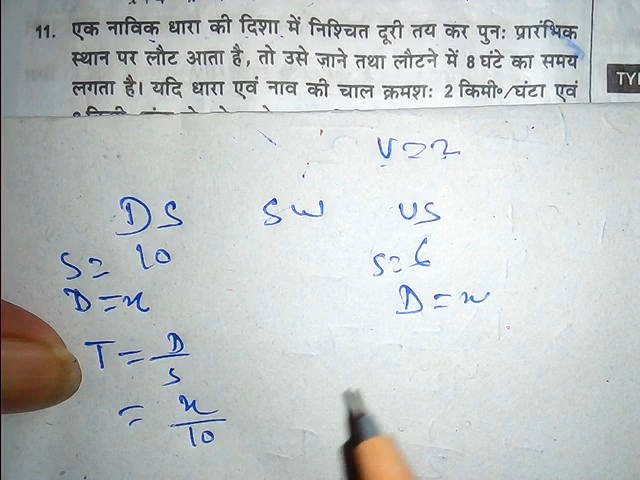 11. एक नाविक धारा की दिशा में निश्चित दूरी तय कर पुनः प्रारंभिक
स्थान पर लौट आता है, तो उसे जाने तथा लौटने में 8 घंटे का समय
लगता है। यदि धारा एवं नाव की चाल क्रमशः 2 किमी०/घंटा एवं
TYP
V = 2
DS SW US
S = 10 S = 6
D = x D = x
T = D/S
= x/10